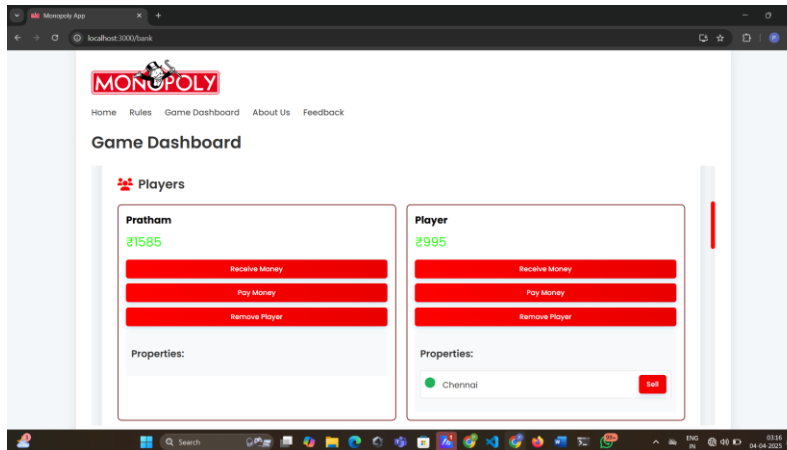 Monopoly App
localhost:3000/bank
MONOPOLY
Home Rules Game Dashboard About Us Feedback
Game Dashboard
Players
Pratham
₹1585
Receive Money
Pay Money
Remove Player
Properties:
Player
₹995
Receive Money
Pay Money
Remove Player
Properties:
Chennai
Sell
Search
99+
ENG
IN
03:16
04-04-2025